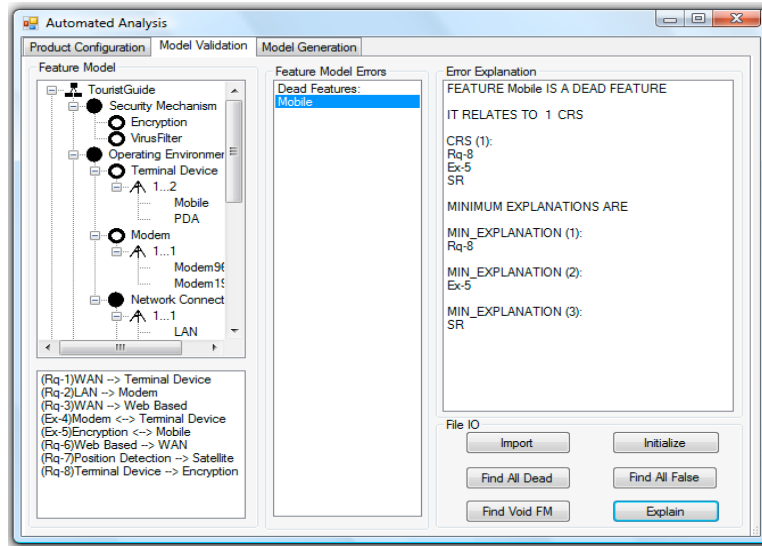 Automated Analysis
Product Configuration
Model Validation
Model Generation
Feature Model
TouristGuide
Security Mechanism
Encryption
VirusFilter
Operating Environmer
Terminal Device
1...2
Mobile
PDA
Modem
1...1
Modem96
Modem19
Network Connect
1...1
LAN
(Rq-1)WAN --> Terminal Device
(Rq-2)LAN --> Modem
(Rq-3)WAN --> Web Based
(Ex-4)Modem <--> Terminal Device
(Ex-5)Encryption <--> Mobile
(Rq-6)Web Based --> WAN
(Rq-7)Position Detection --> Satellite
(Rq-8)Terminal Device --> Encryption
Feature Model Errors
Dead Features:
Mobile
Error Explanation
FEATURE Mobile IS A DEAD FEATURE
IT RELATES TO 1 CRS
CRS (1):
Rq-8
Ex-5
SR
MINIMUM EXPLANATIONS ARE
MIN_EXPLANATION (1):
Rq-8
MIN_EXPLANATION (2):
Ex-5
MIN_EXPLANATION (3):
SR
File IO
Import
Initialize
Find All Dead
Find All False
Find Void FM
Explain